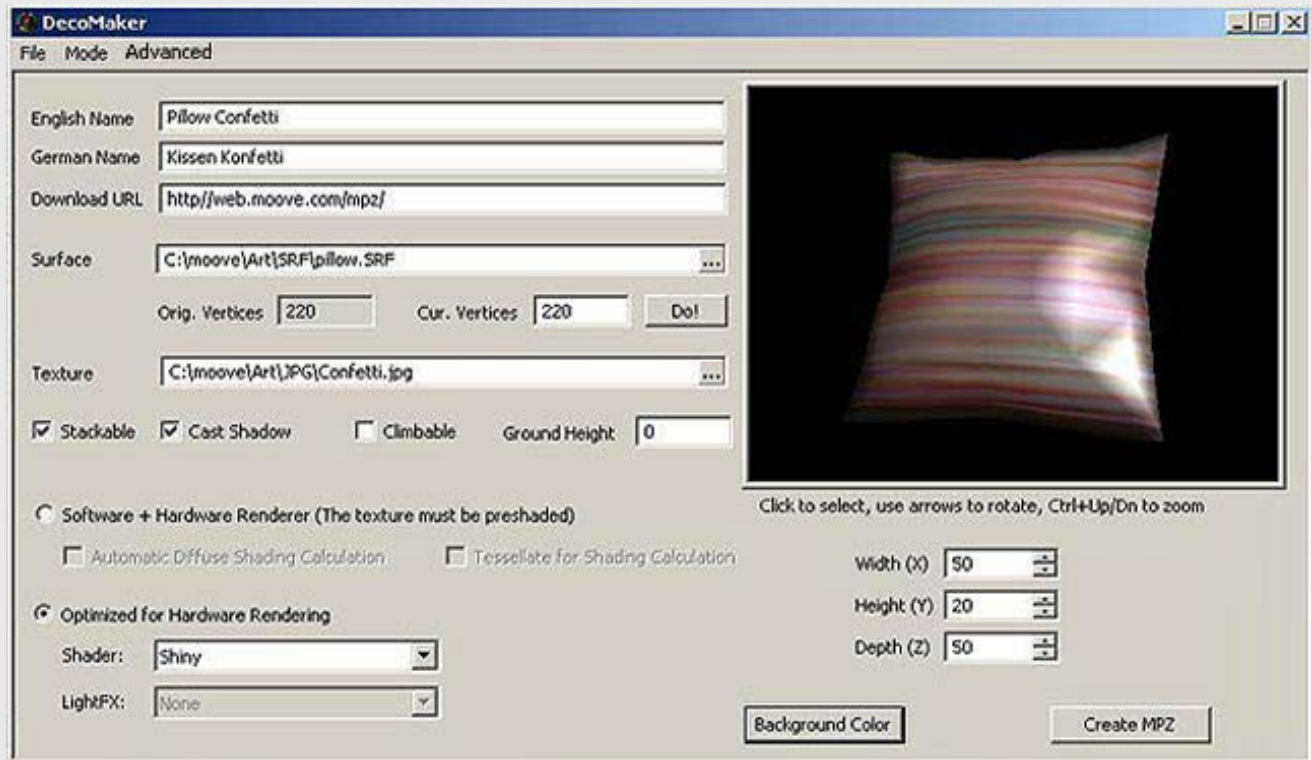 DecoMaker
File Mode Advanced
English Name Pillow Confetti
German Name Kissen Konfetti
Download URL http//web.moove.com/mpz/
Surface C:\moove\Art\SRF\pillow.SRF ...
Orig. Vertices 220 Cur. Vertices 220 Do!
Texture C:\moove\Art\JPG\Confetti.jpg ...
Stackable Cast Shadow Climbable Ground Height 0
Click to select, use arrows to rotate, Ctrl+Up/Dn to zoom
Software + Hardware Renderer (The texture must be preshaded)
Automatic Diffuse Shading Calculation Tessellate for Shading Calculation
Width (X) 50
Height (Y) 20
Depth (Z) 50
Optimized for Hardware Rendering
Shader: Shiny
LightFX: None
Background Color Create MPZ